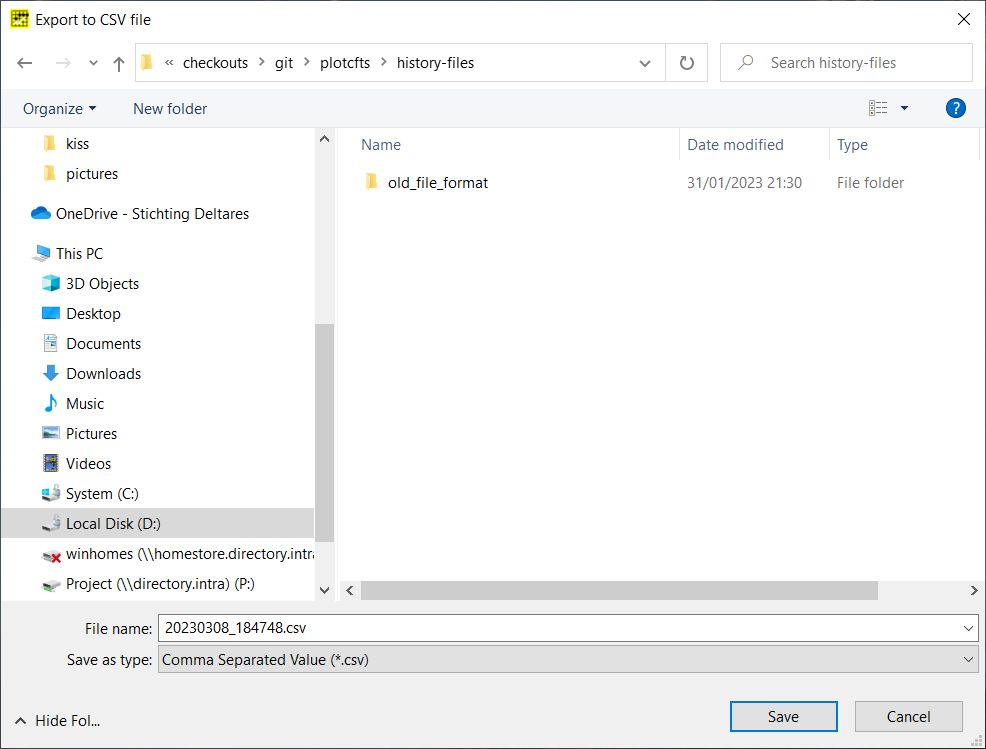 Export to CSV file
« checkouts > git > plotcfts > history-files
Search history-files
Organize
New folder
?
kiss
pictures
OneDrive - Stichting Deltares
This PC
3D Objects
Desktop
Documents
Downloads
Music
Pictures
Videos
System (C:)
Local Disk (D:)
winhomes (\\homestore.directory.intra
Project (\\directory.intra) (P:)
Name Date modified Type
old_file_format 31/01/2023 21:30 File folder
File name: 20230308_184748.csv
Save as type: Comma Separated Value (*.csv)
Hide Fol...
Save
Cancel